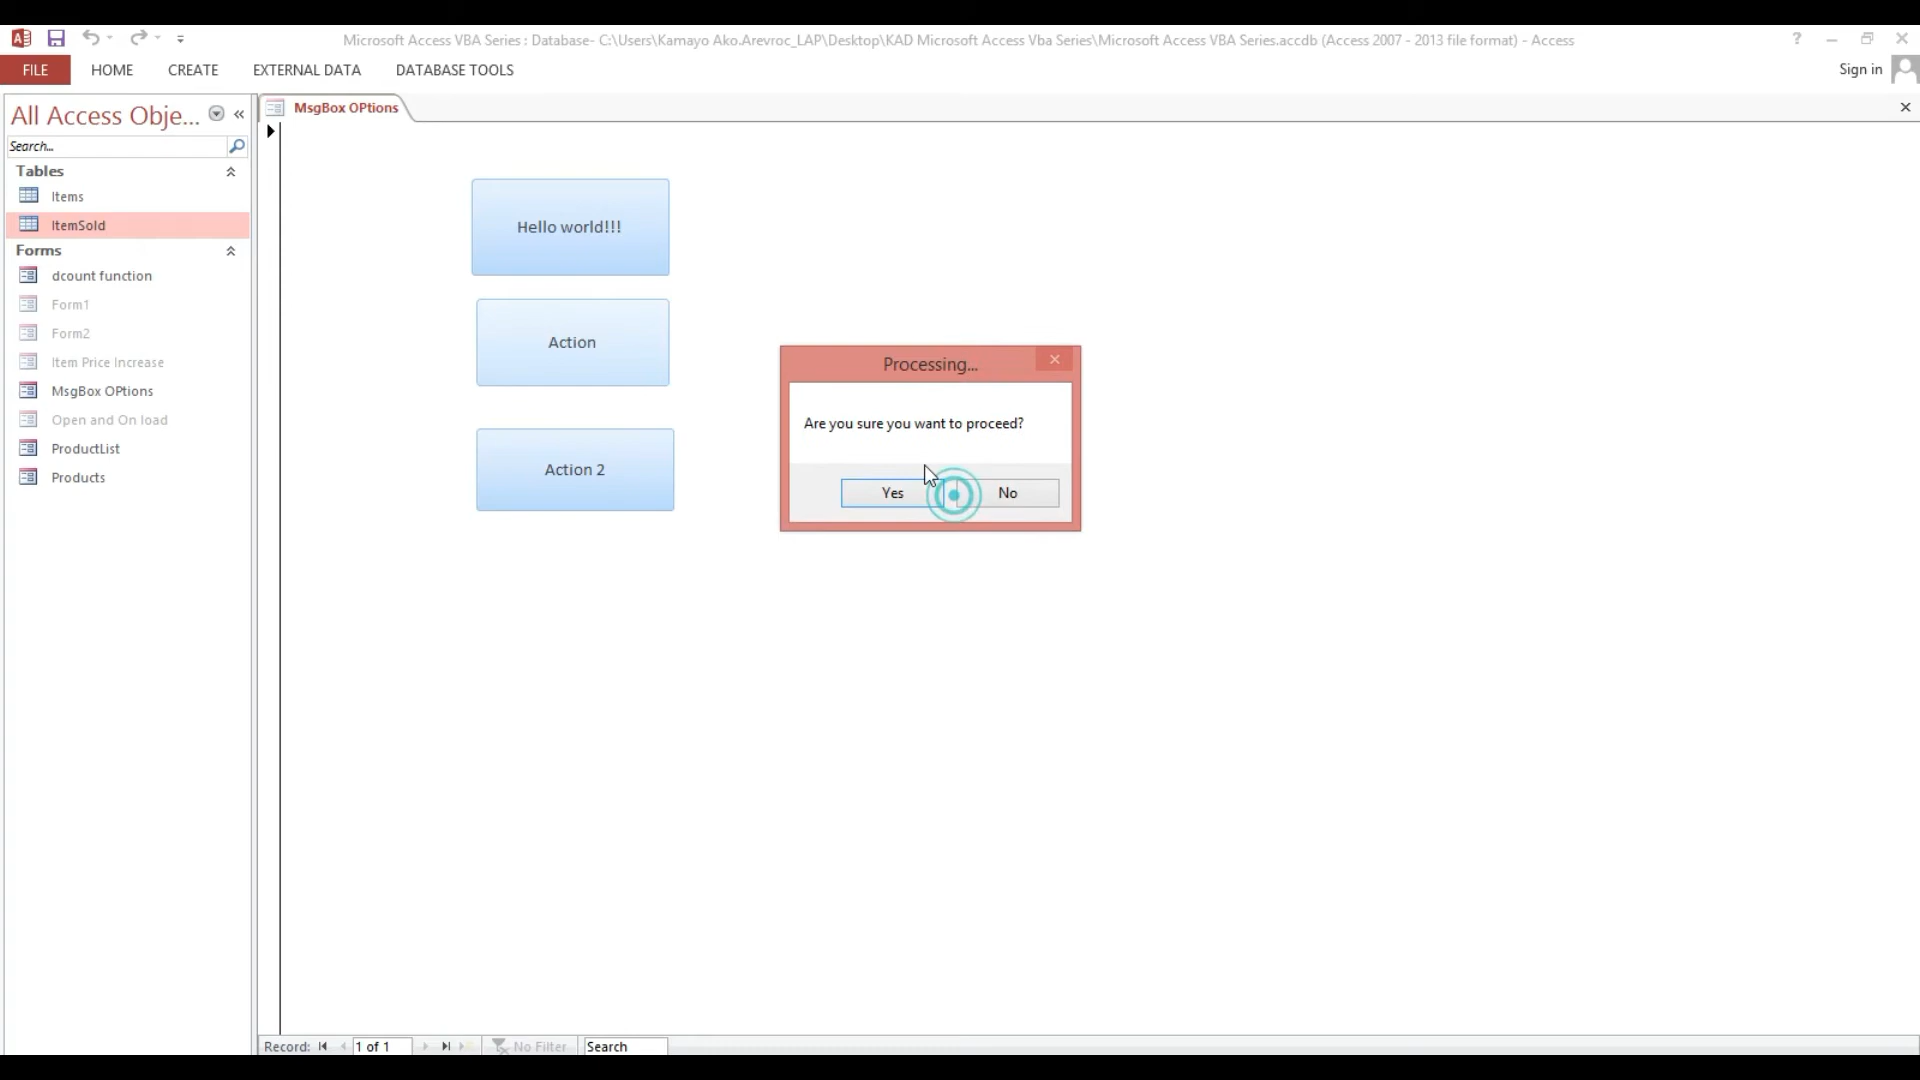 Microsoft Access VBA Series : Database- C:\Users\Kamayo Ako.Arevroc_LAP\Desktop\KAD Microsoft Access Vba Series\Microsoft Access VBA Series.accdb (Access 2007 - 2013 file format) - Access
FILE HOME CREATE EXTERNAL DATA DATABASE TOOLS Sign in
All Access Obje...
MsgBox OPtions
Search...
Tables
Items
ItemSold
Forms
dcount function
Form1
Form2
Item Price Increase
MsgBox OPtions
Open and On load
ProductList
Products
Hello world!!!
Action
Action 2
Processing...
Are you sure you want to proceed?
Yes No
Record: 1 of 1 No Filter Search